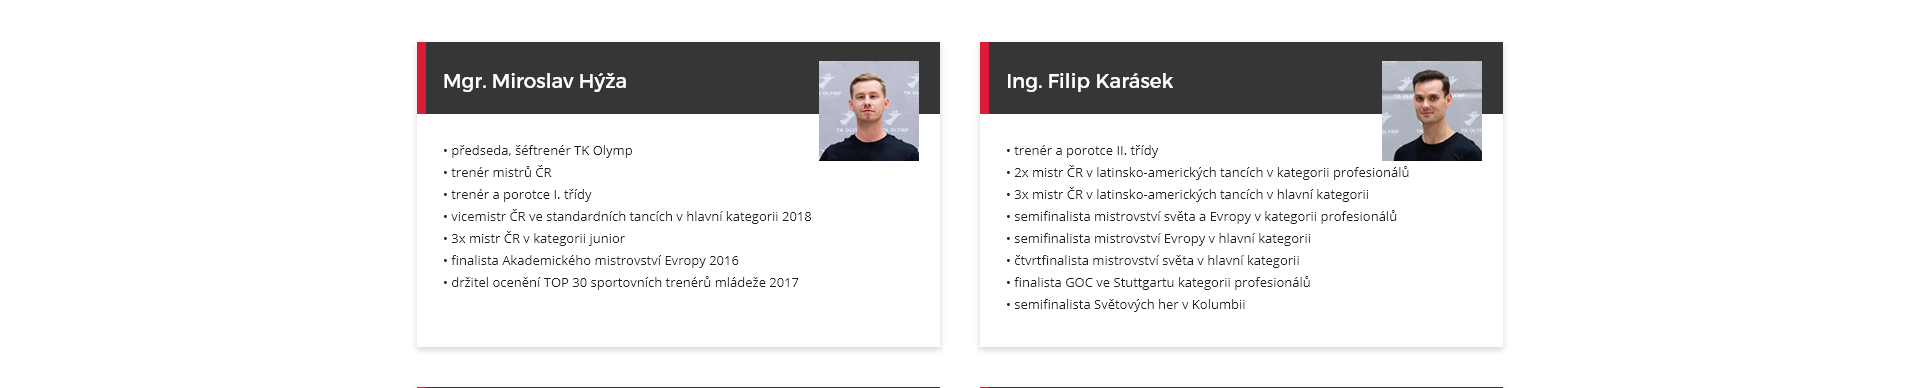 Mgr. Miroslav Hýža
• předseda, šéftrenér TK Olymp
• trenér mistrů ČR
• trenér a porotce I. třídy
• vicemistr ČR ve standardních tancích v hlavní kategorii 2018
• 3x mistr ČR v kategorii junior
• finalista Akademického mistrovství Evropy 2016
• držitel ocenění TOP 30 sportovních trenérů mládeže 2017
Ing. Filip Karásek
• trenér a porotce II. třídy
• 2x mistr ČR v latinsko-amerických tancích v kategorii profesionálů
• 3x mistr ČR v latinsko-amerických tancích v hlavní kategorii
• semifinalista mistrovství světa a Evropy v kategorii profesionálů
• semifinalista mistrovství Evropy v hlavní kategorii
• čtvrtfinalista mistrovství světa v hlavní kategorii
• finalista GOC ve Stuttgartu kategorii profesionálů
• semifinalista Světových her v Kolumbii